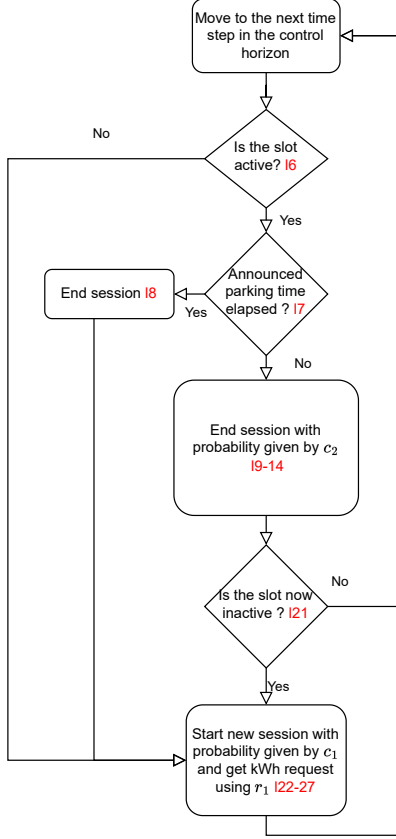 Move to the next time
step in the control
horizon
No
Is the slot
active? l6
Yes
Announced
parking time
elapsed ? l7
End session l8
Yes
No
End session with
probability given by c₂
l9-14
Is the slot now
inactive ? l21
No
Yes
Start new session with
probability given by c₁
and get kWh request
using r₁ l22-27